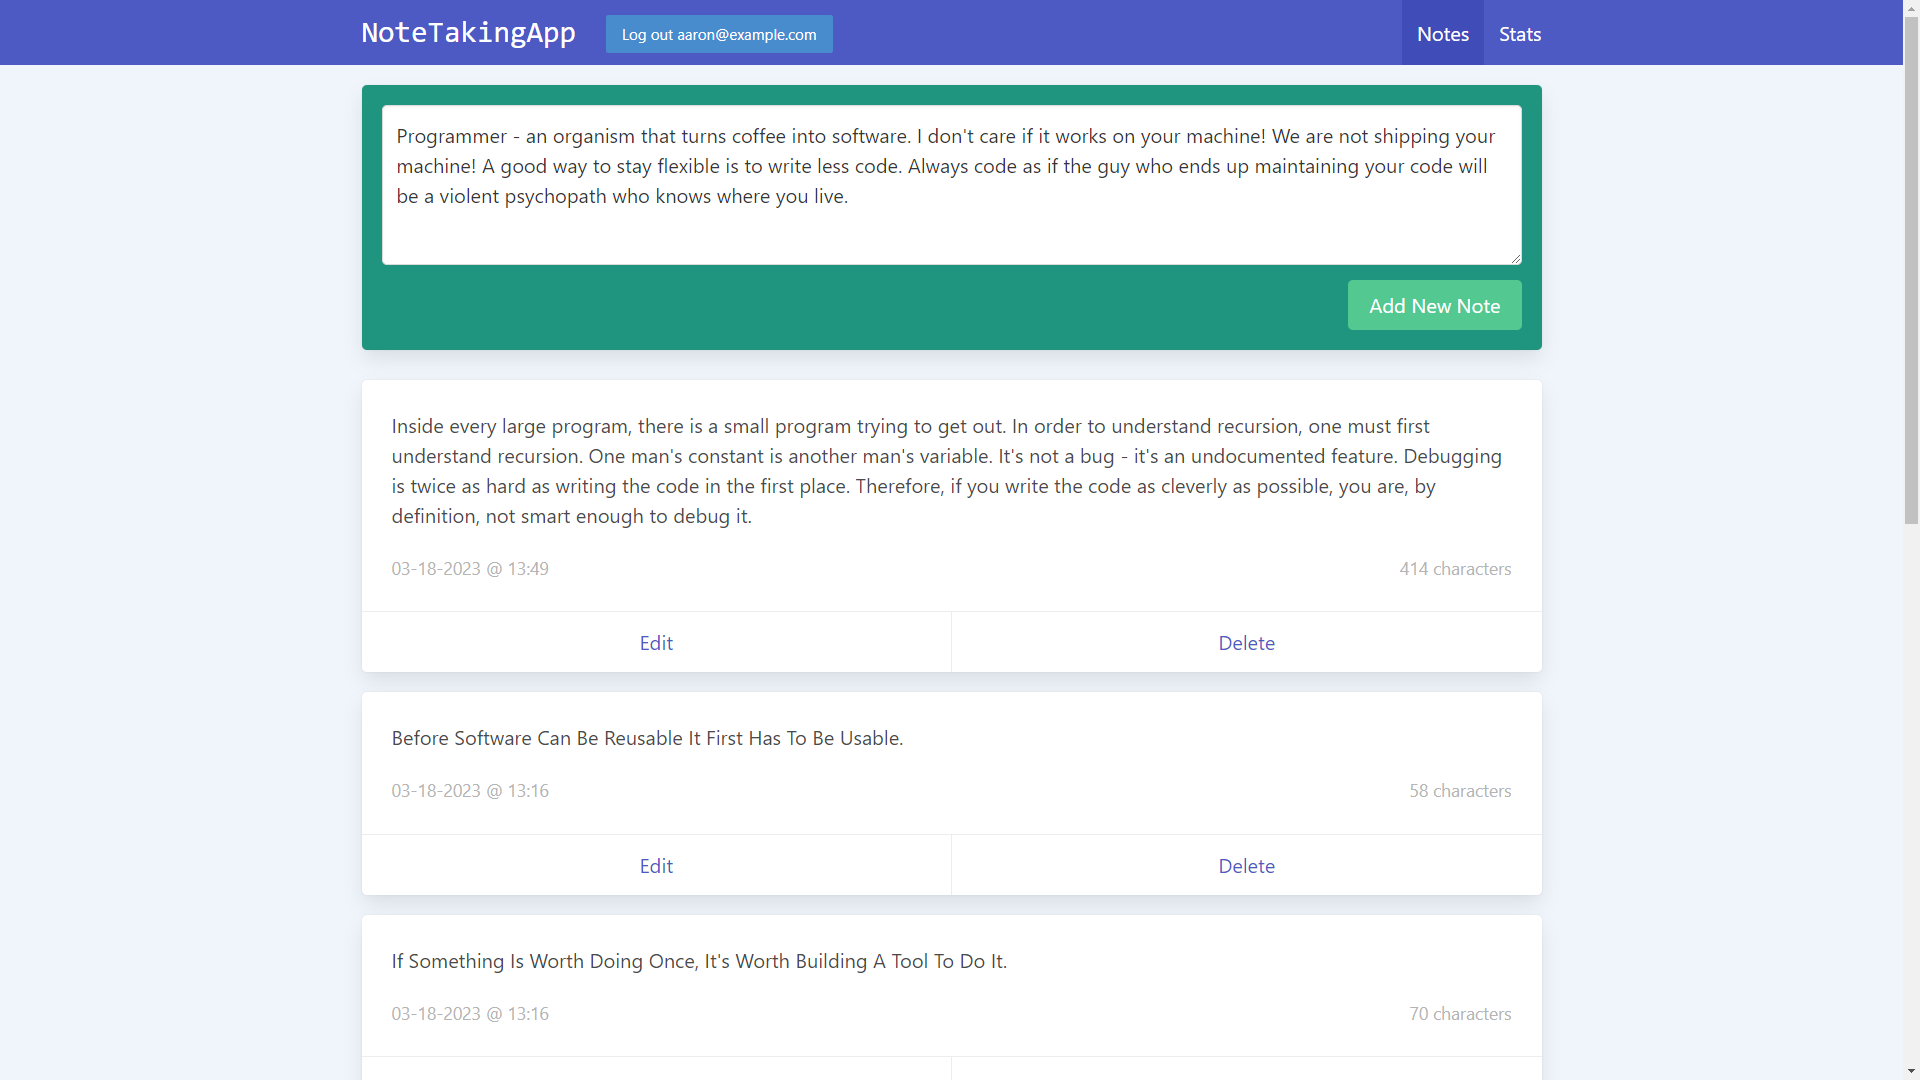 NoteTakingApp
Log out aaron@example.com
Notes
Stats
Programmer - an organism that turns coffee into software. I don't care if it works on your machine! We are not shipping your
machine! A good way to stay flexible is to write less code. Always code as if the guy who ends up maintaining your code will
be a violent psychopath who knows where you live.
Add New Note
Inside every large program, there is a small program trying to get out. In order to understand recursion, one must first
understand recursion. One man's constant is another man's variable. It's not a bug - it's an undocumented feature. Debugging
is twice as hard as writing the code in the first place. Therefore, if you write the code as cleverly as possible, you are, by
definition, not smart enough to debug it.
03-18-2023 @ 13:49
414 characters
Edit
Delete
Before Software Can Be Reusable It First Has To Be Usable.
03-18-2023 @ 13:16
58 characters
Edit
Delete
If Something Is Worth Doing Once, It's Worth Building A Tool To Do It.
03-18-2023 @ 13:16
70 characters